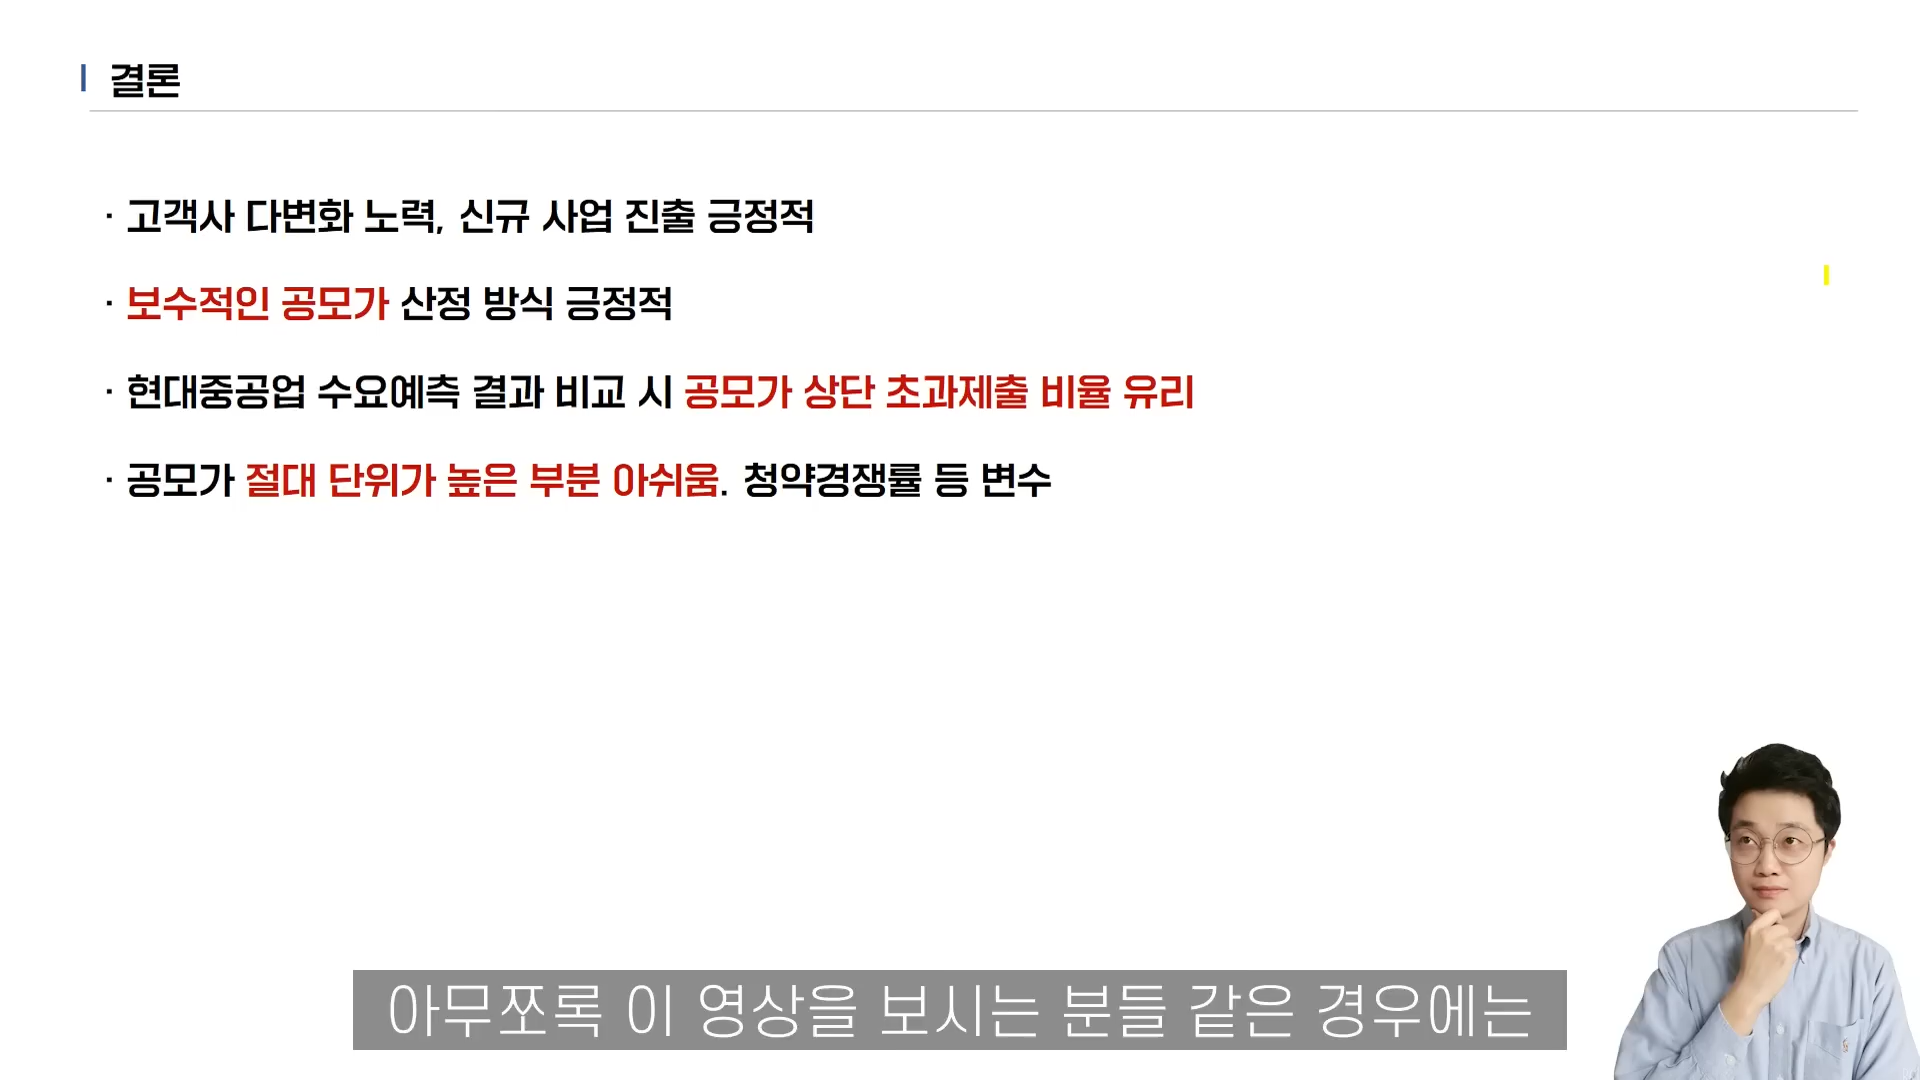 결론
· 고객사 다변화 노력, 신규 사업 진출 긍정적
· 보수적인 공모가 산정 방식 긍정적
· 현대중공업 수요예측 결과 비교 시 공모가 상단 초과제출 비율 유리
· 공모가 절대 단위가 높은 부분 아쉬움. 청약경쟁률 등 변수
아무쪼록 이 영상을 보시는 분들 같은 경우에는